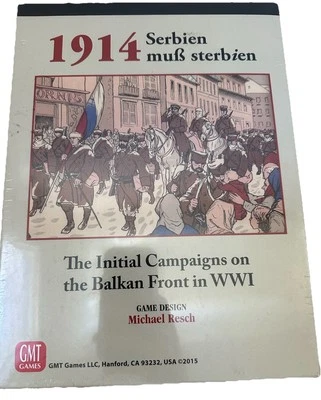 1914 Serbien
muß sterbien
The Initial Campaigns on
the Balkan Front in WWI
GAME DESIGN
Michael Resch
GMT
GAMES
GMT Games LLC, Hanford, CA 93232, USA ©2015